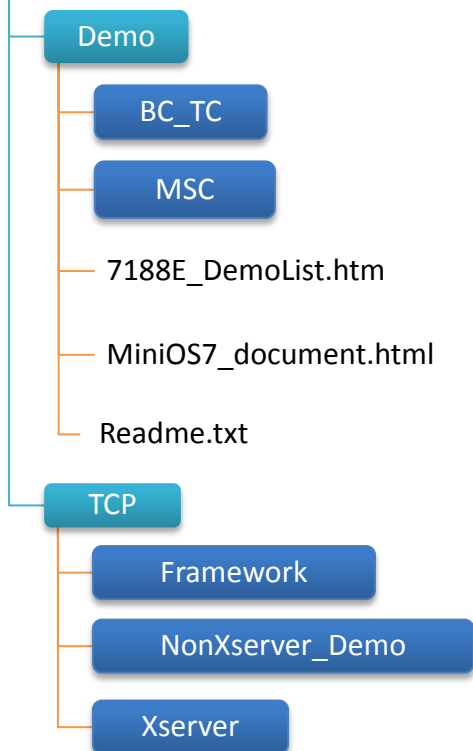 Demo
BC_TC
MSC
7188E_DemoList.htm
MiniOS7_document.html
Readme.txt
TCP
Framework
NonXserver_Demo
Xserver